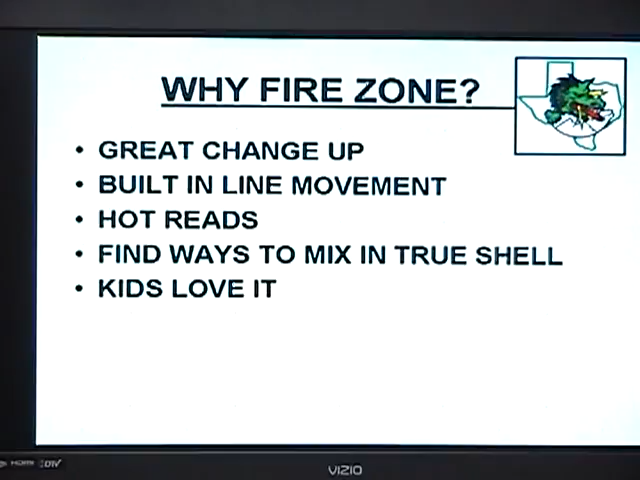 WHY FIRE ZONE?
• GREAT CHANGE UP
• BUILT IN LINE MOVEMENT
• HOT READS
• FIND WAYS TO MIX IN TRUE SHELL
• KIDS LOVE IT
HDMI
VIZIO